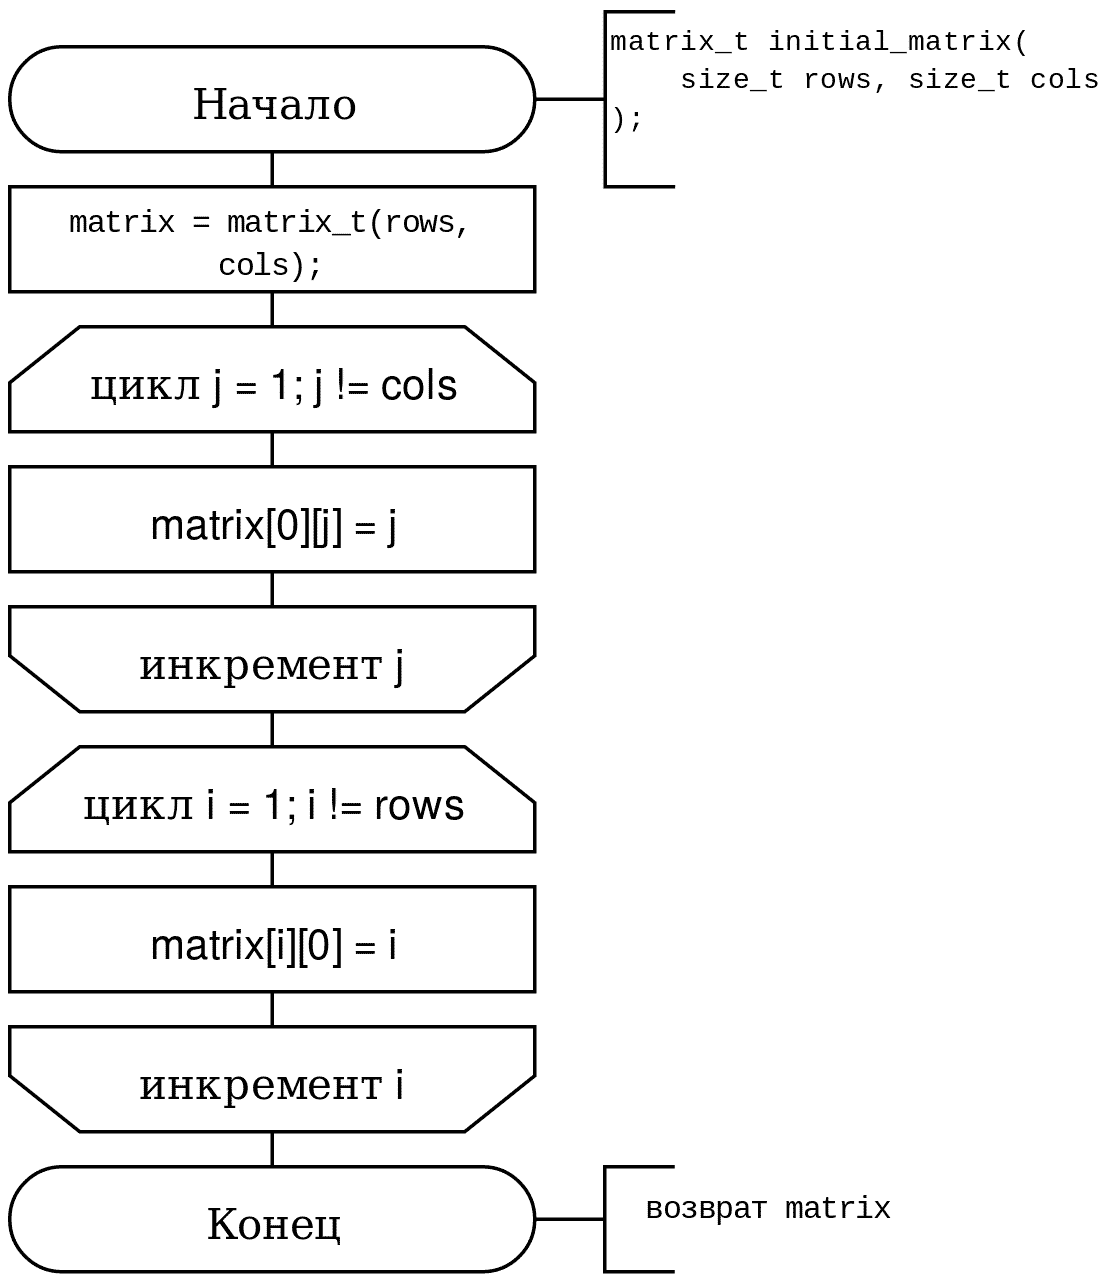 matrix_t initial_matrix(
size_t rows, size_t cols
);
Начало
matrix = matrix_t(rows,
cols);
цикл j = 1; j != cols
matrix[0][j] = j
инкремент j
цикл i = 1; i != rows
matrix[i][0] = i
инкремент i
Конец
возврат matrix